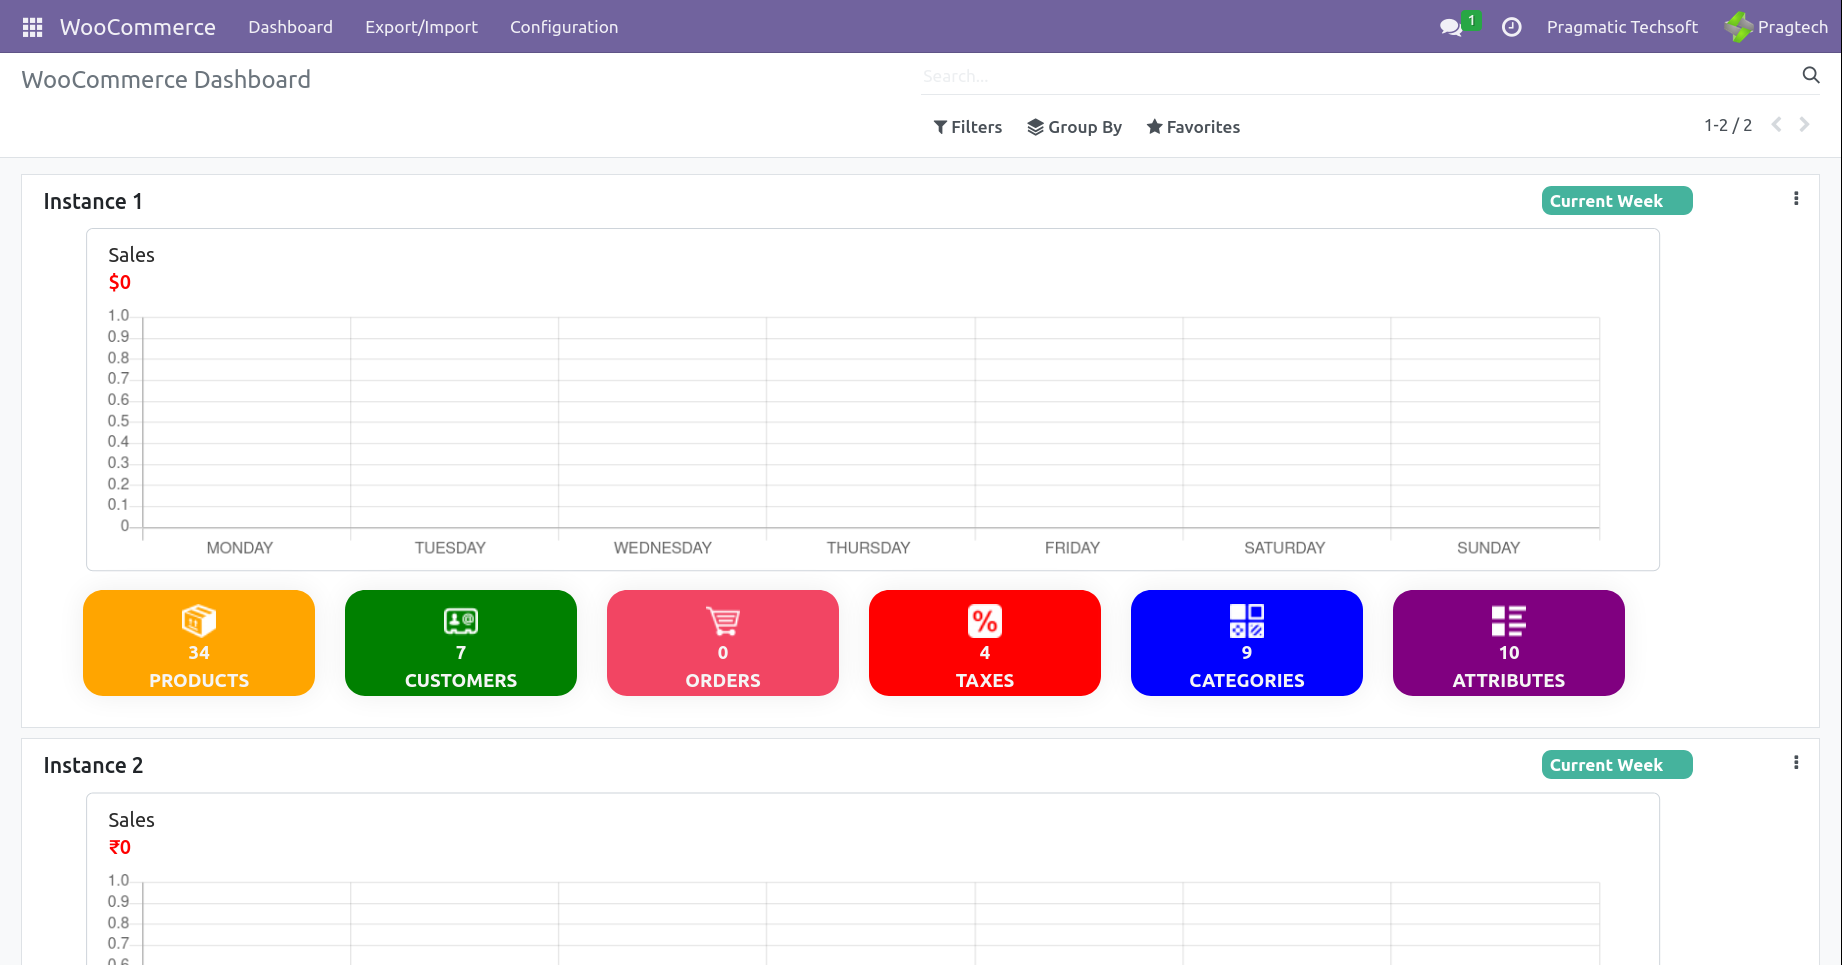 WooCommerce Dashboard Export/Import Configuration 1 Pragmatic Techsoft Pragtech
WooCommerce Dashboard
Search...
Filters Group By Favorites 1-2 / 2
Instance 1 Current Week
Sales
$0
1.0
0.9
0.8
0.7
0.6
0.5
0.4
0.3
0.2
0.1
0
MONDAY TUESDAY WEDNESDAY THURSDAY FRIDAY SATURDAY SUNDAY
34 7 0 4 9 10
PRODUCTS CUSTOMERS ORDERS TAXES CATEGORIES ATTRIBUTES
Instance 2 Current Week
Sales
₹0
1.0
0.9
0.8
0.7
0.6